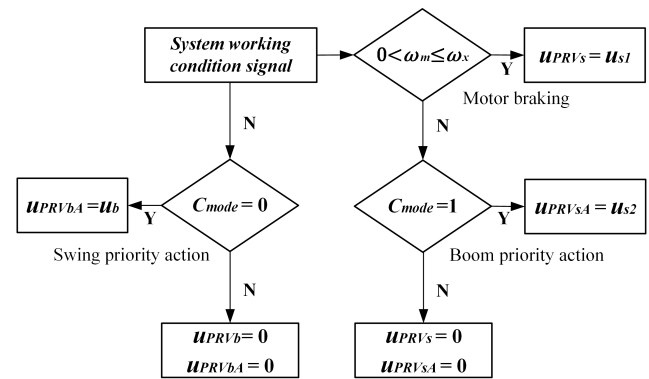 System working
condition signal
0<ωm≤ωx
Y
uPRVs = us1
Motor braking
N
N
uPRVbA =ub
Y
Cmode = 0
Cmode =1
Y
uPRVsA = us2
Swing priority action
Boom priority action
N
N
uPRVb= 0
uPRVbA = 0
uPRVs = 0
uPRVsA = 0